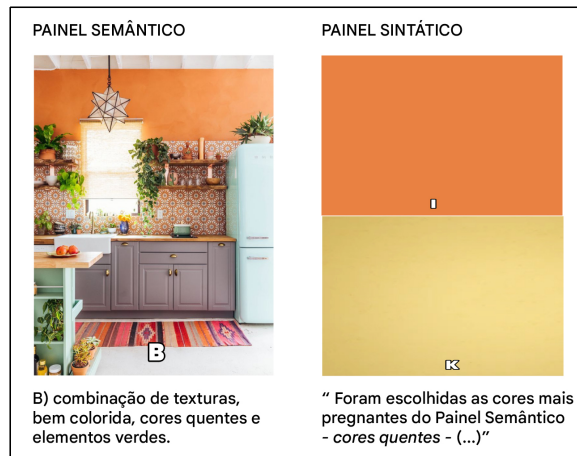 PAINEL SEMÂNTICO
B
B) combinação de texturas,
bem colorida, cores quentes e
elementos verdes.
PAINEL SINTÁTICO
I
K
“ Foram escolhidas as cores mais
pregnantes do Painel Semântico
- cores quentes - (...)”